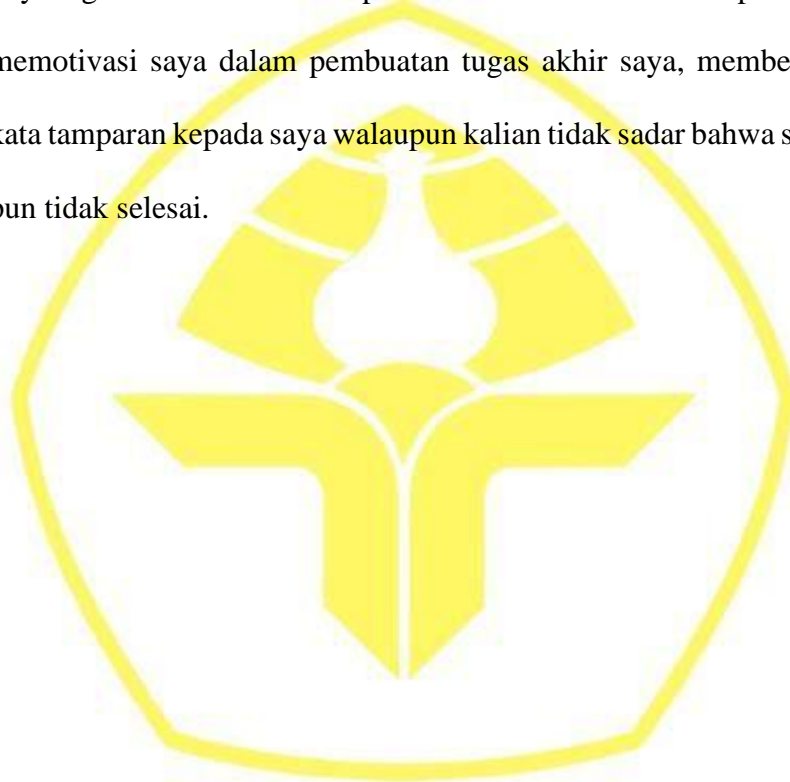 memotivasi saya dalam pembuatan tugas akhir saya, membe
kata tamparan kepada saya walaupun kalian tidak sadar bahwa s
pun tidak selesai.